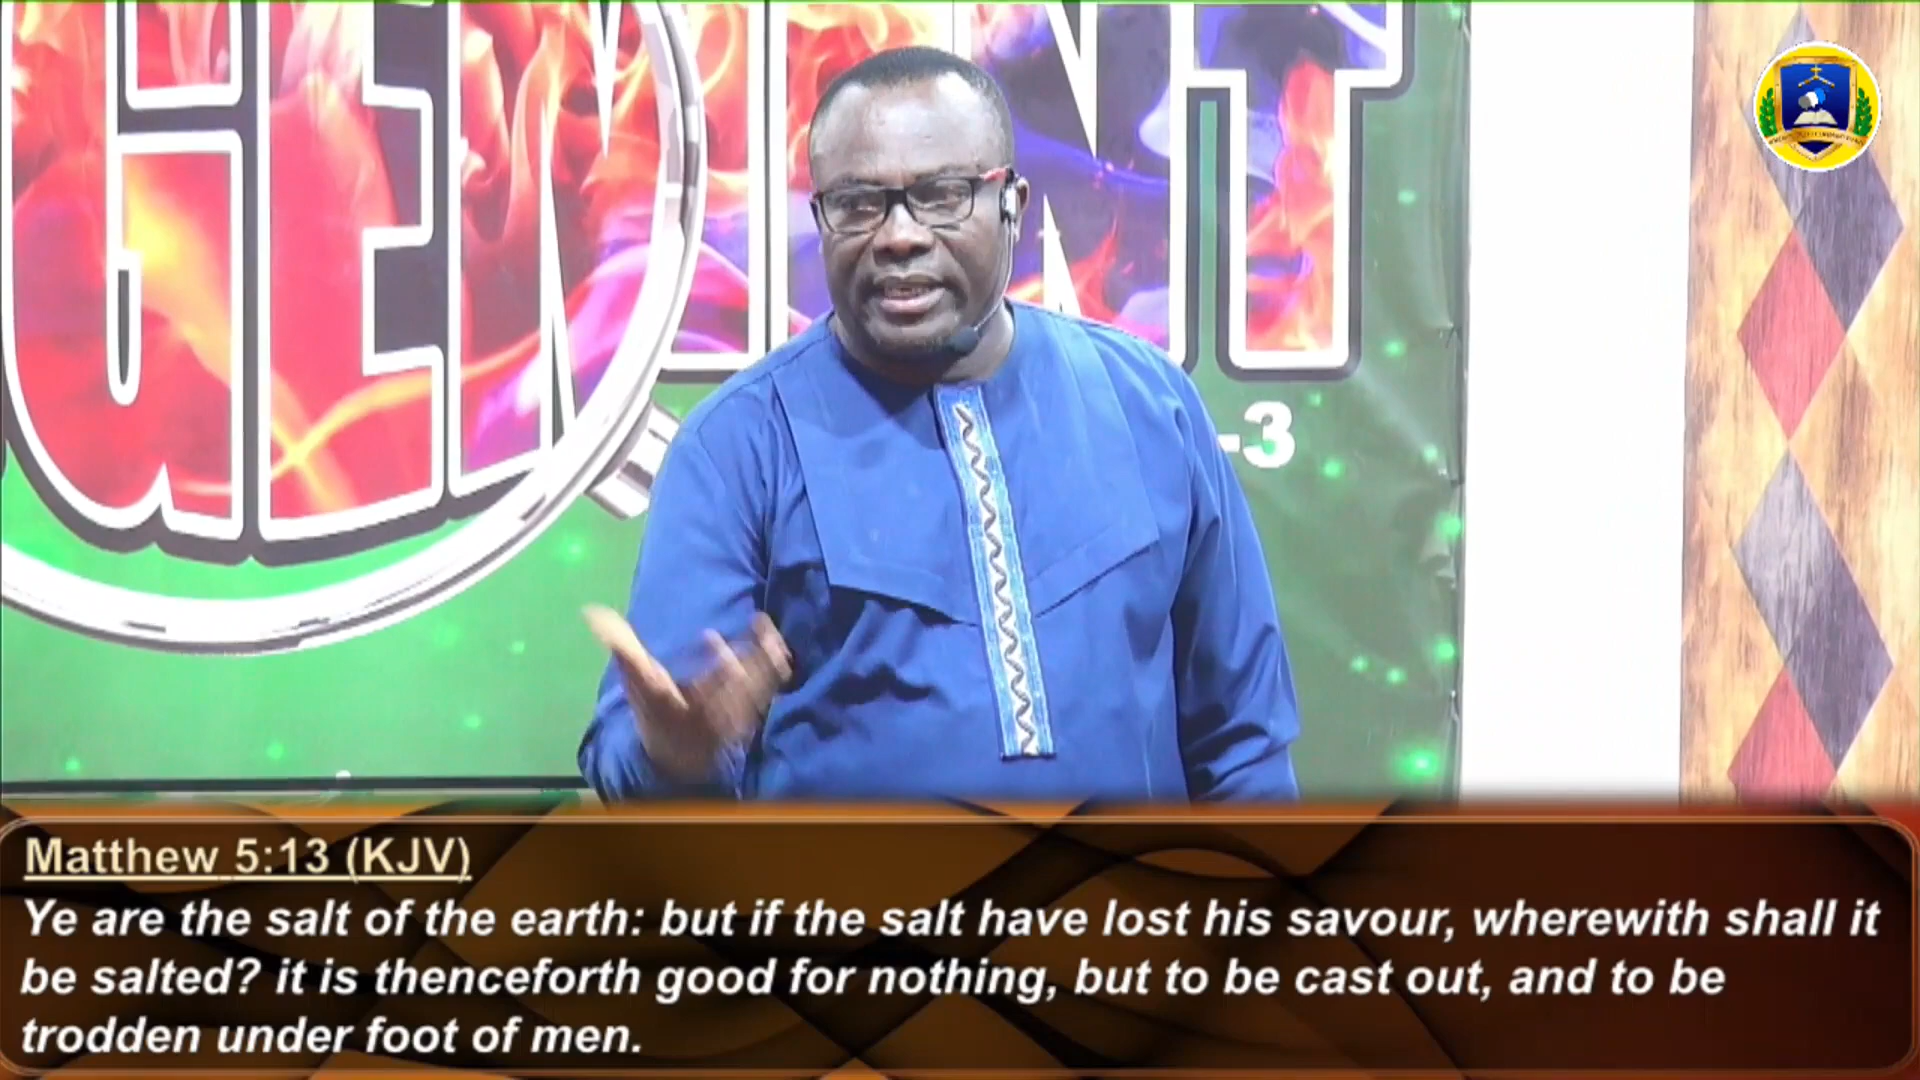 GEMENT
-3
Matthew 5:13 (KJV)
Ye are the salt of the earth: but if the salt have lost his savour, wherewith shall it
be salted? it is thenceforth good for nothing, but to be cast out, and to be
trodden under foot of men.